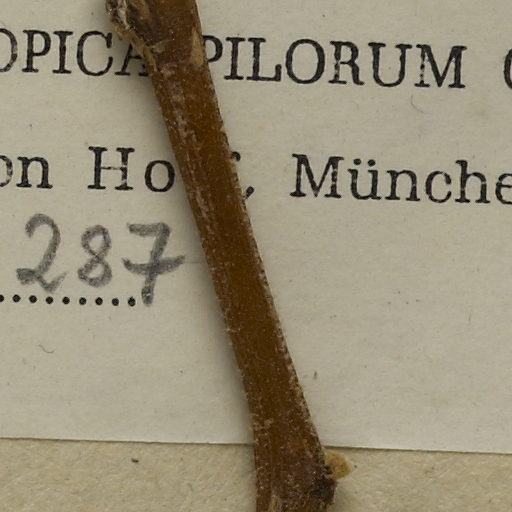 OPICA PILORUM
on Ho , Münche
287